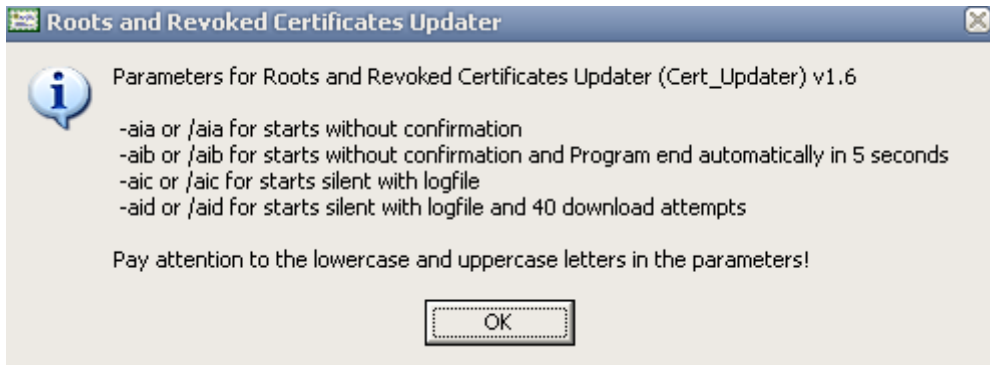 Roots and Revoked Certificates Updater
Parameters for Roots and Revoked Certificates Updater (Cert_Updater) v1.6
-aia or /aia for starts without confirmation
-aib or /aib for starts without confirmation and Program end automatically in 5 seconds
-aic or /aic for starts silent with logfile
-aid or /aid for starts silent with logfile and 40 download attempts
Pay attention to the lowercase and uppercase letters in the parameters!
OK